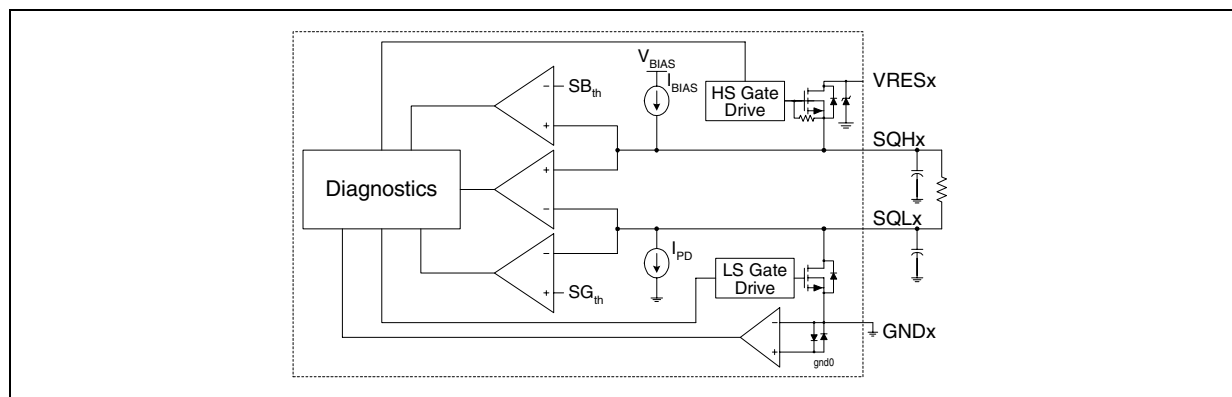 V_BIAS
I_BIAS
HS Gate
Drive
VRESx
- SB_th
+
SQHx
+
-
Diagnostics
SQLx
-
I_PD
LS Gate
Drive
+ SG_th
-
GNDx
+
gnd0